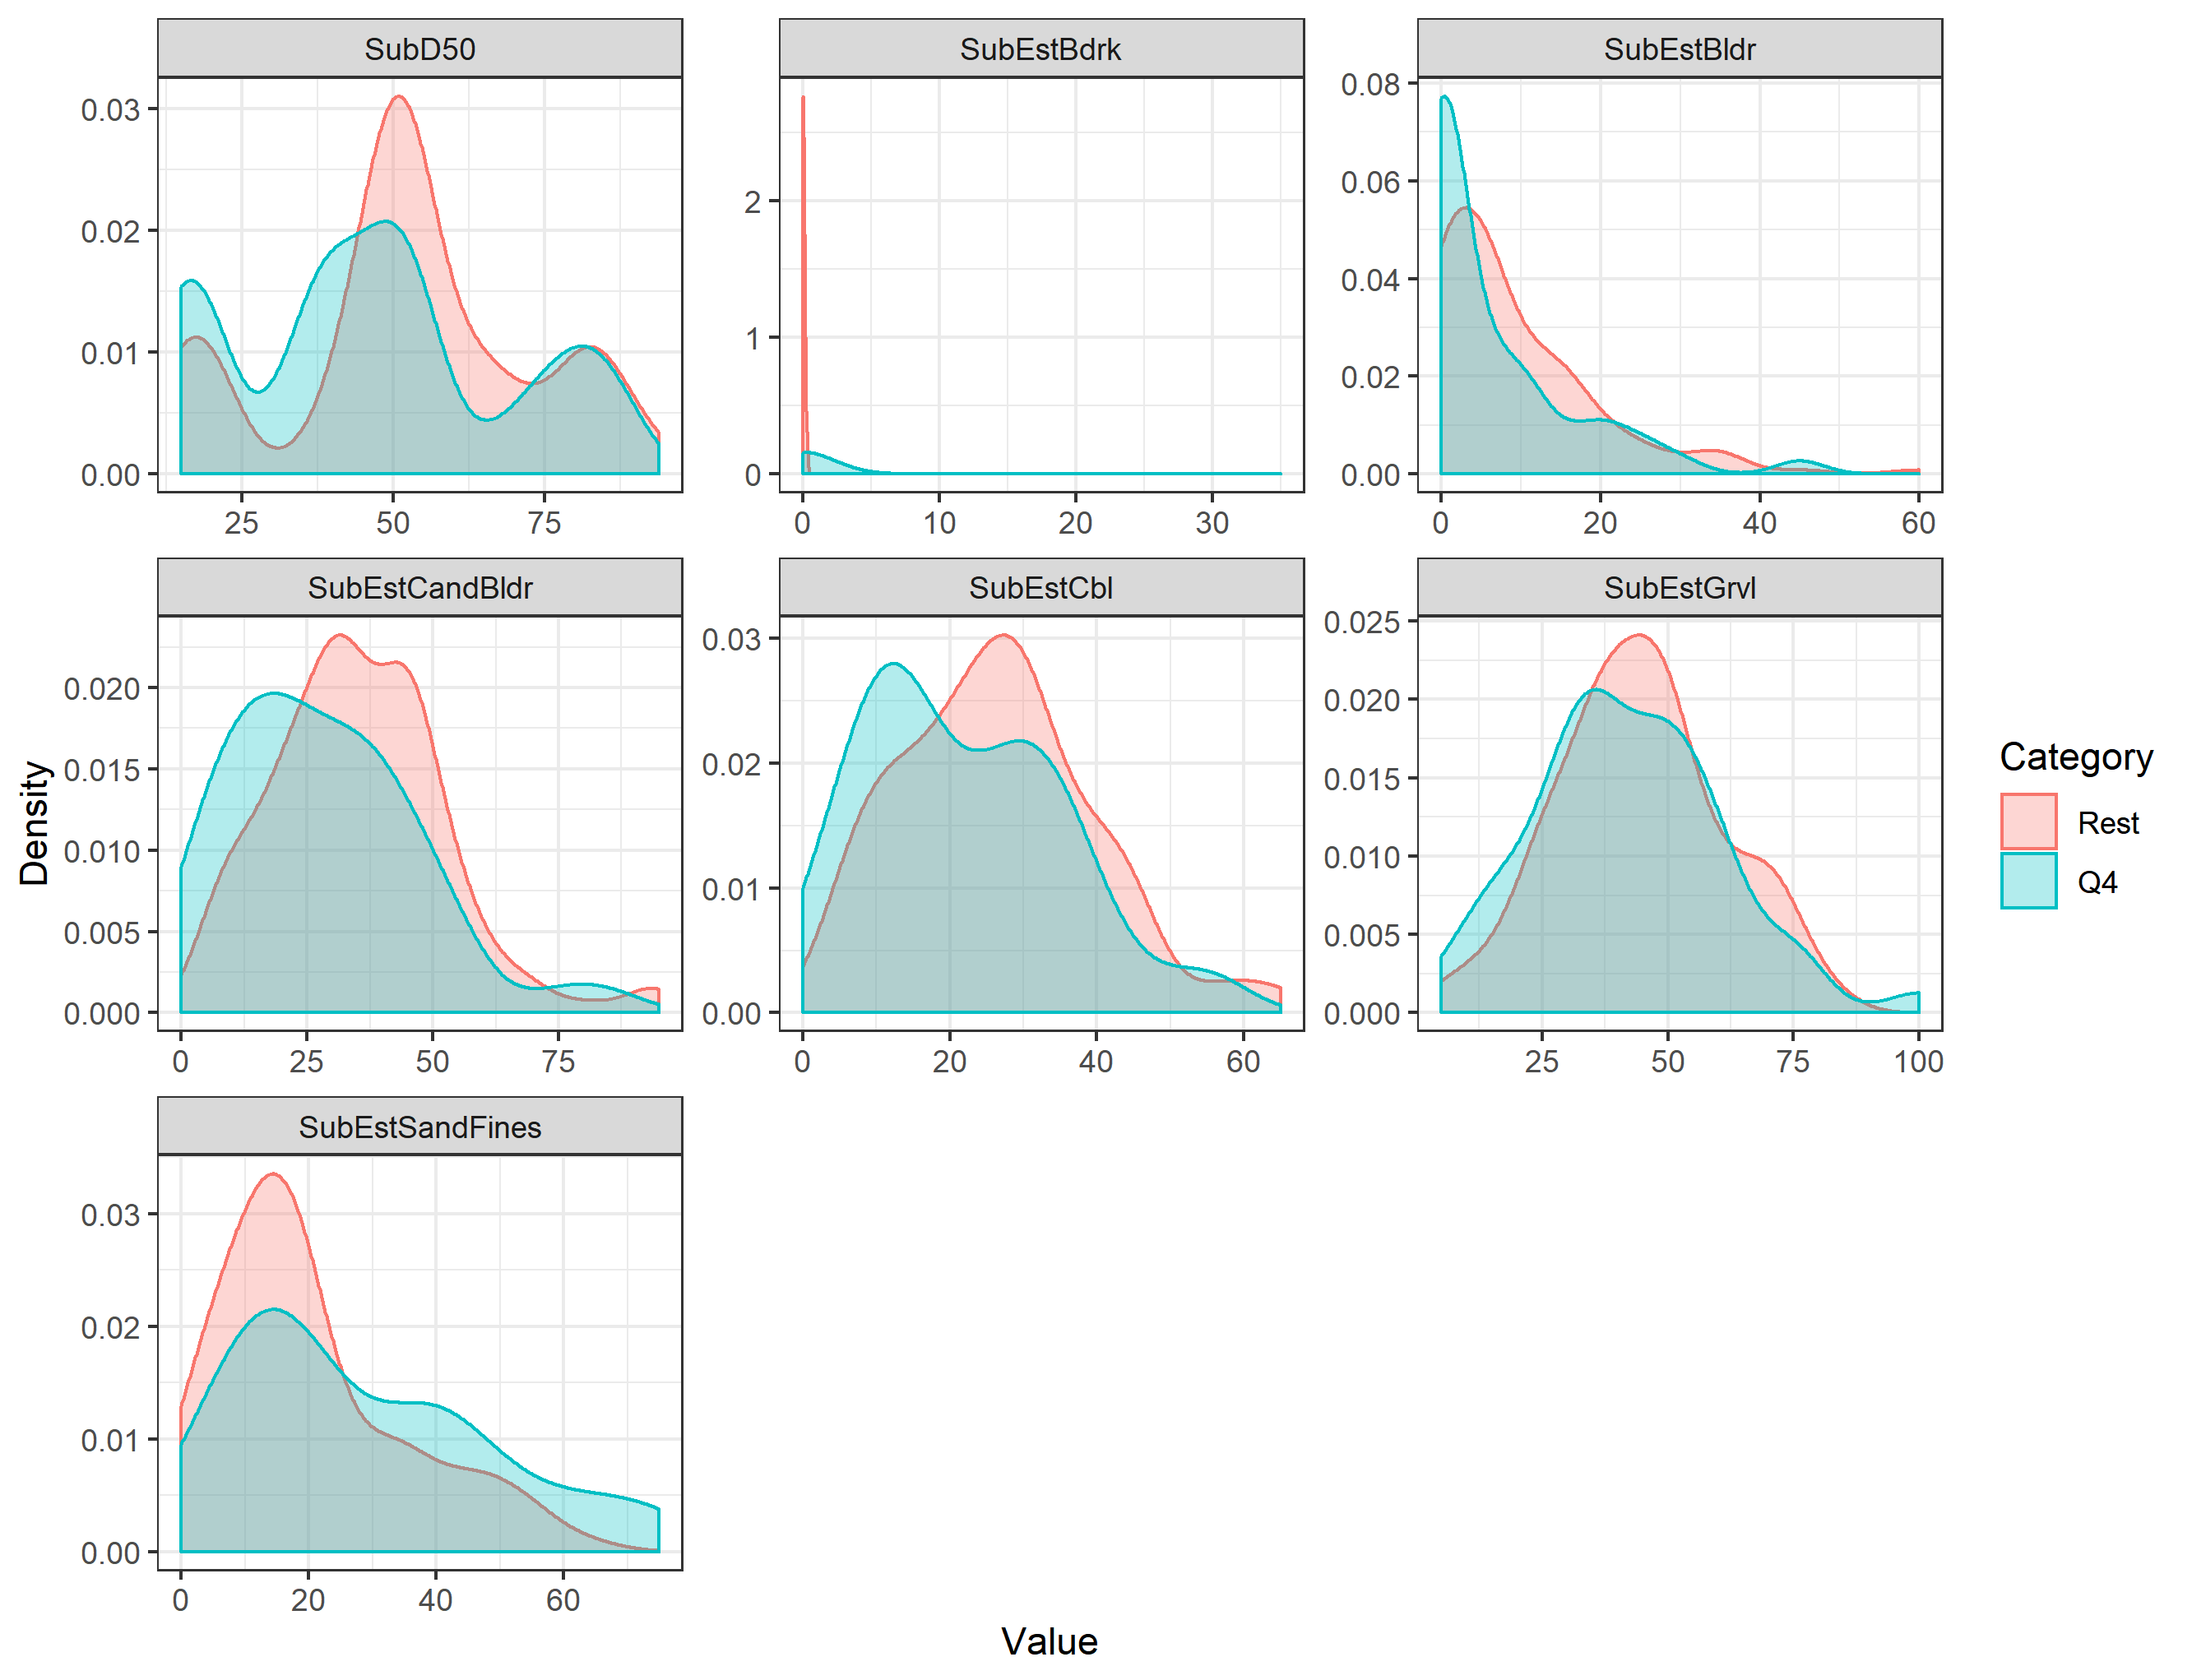 SubD50 SubEstBdrk SubEstBldr
0.03
0.02
0.01
0.00
25 50 75
2
1
0
0 10 20 30
0.08
0.06
0.04
0.02
0.00
0 20 40 60
SubEstCandBldr SubEstCbl SubEstGrvl
0.020
0.015
0.010
0.005
0.000
0 25 50 75
0.03
0.02
0.01
0.00
0 20 40 60
0.025
0.020
0.015
0.010
0.005
0.000
25 50 75 100
SubEstSandFines
0.03
0.02
0.01
0.00
0 20 40 60
Density
Value
Category
Rest
Q4